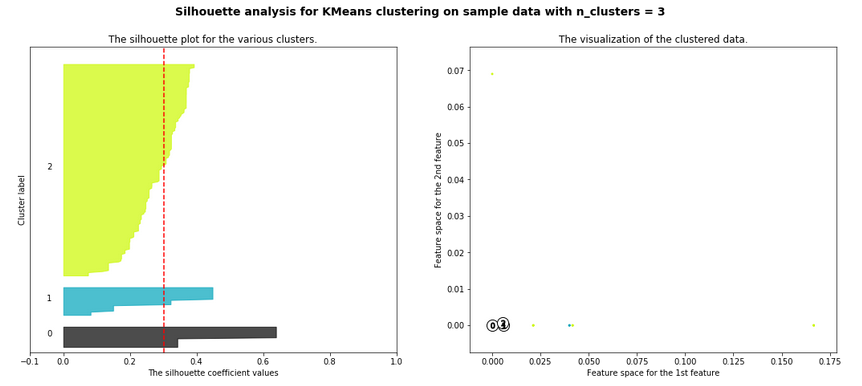 Silhouette analysis for KMeans clustering on sample data with n_clusters = 3
The silhouette plot for the various clusters.
2
1
0
Cluster label
−0.1 0.0 0.2 0.4 0.6 0.8 1.0
The silhouette coefficient values
The visualization of the clustered data.
0.07
0.06
0.05
0.04
0.03
0.02
0.01
0.00
Feature space for the 2nd feature
0
0.000 0.025 0.050 0.075 0.100 0.125 0.150 0.175
Feature space for the 1st feature